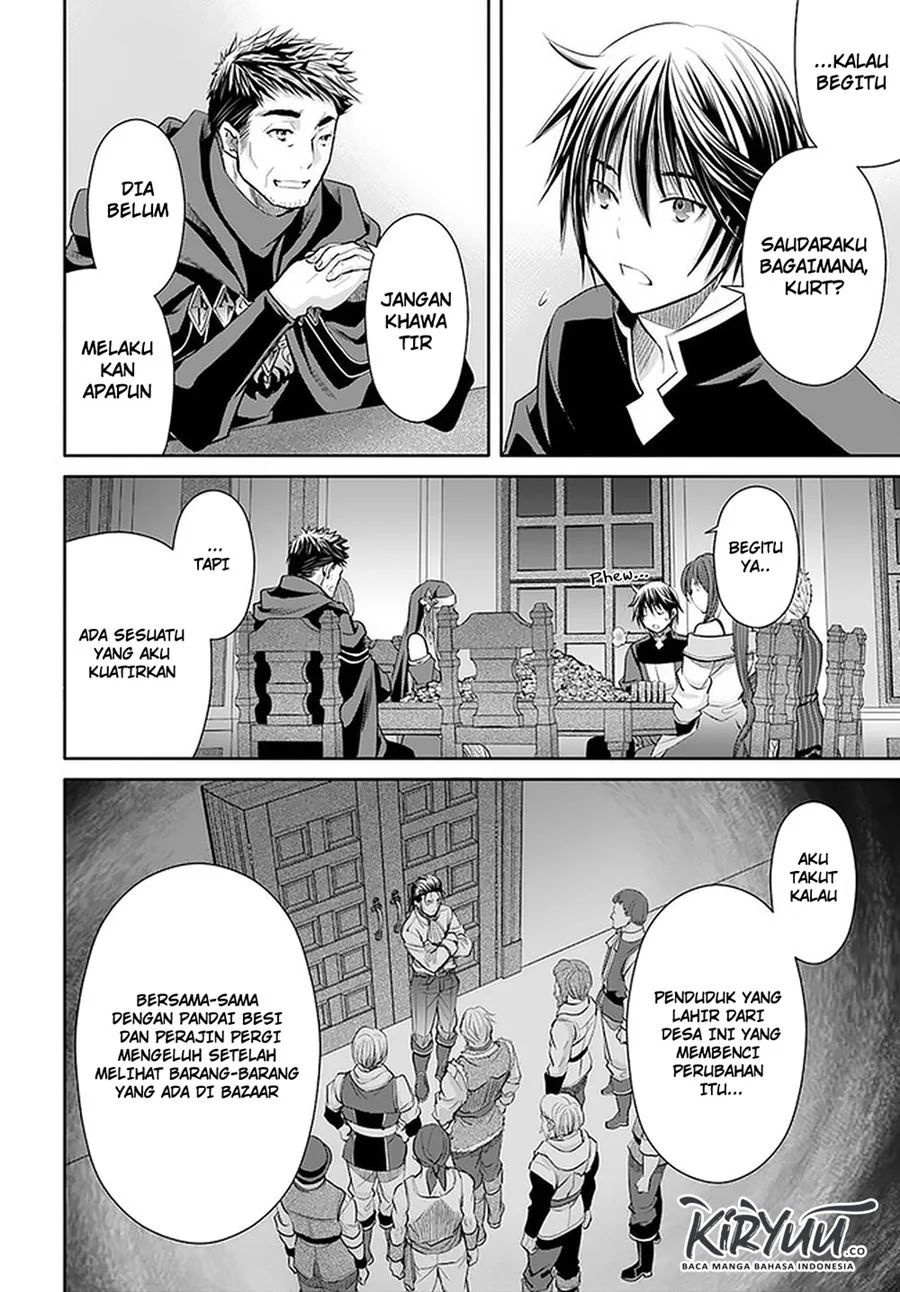 ...KALAU
BEGITU
SAUDARAKU
BAGAIMANA,
KURT?
JANGAN
KHAWA
TIR
DIA
BELUM
MELAKU
KAN
APAPUN
BEGITU
YA..
Phew...
...
TAPI
ADA SESUATU
YANG AKU
KUATIRKAN
AKU
TAKUT
KALAU
PENDUDUK YANG
LAHIR DARI
DESA INI YANG
MEMBENCI
PERUBAHAN
ITU...
BERSAMA-SAMA
DENGAN PANDAI BESI
DAN PERAJIN PERGI
MENGELUH SETELAH
MELIHAT BARANG-BARANG
YANG ADA DI BAZAAR
KIRYUU.CO
BACA MANGA BAHASA INDONESIA